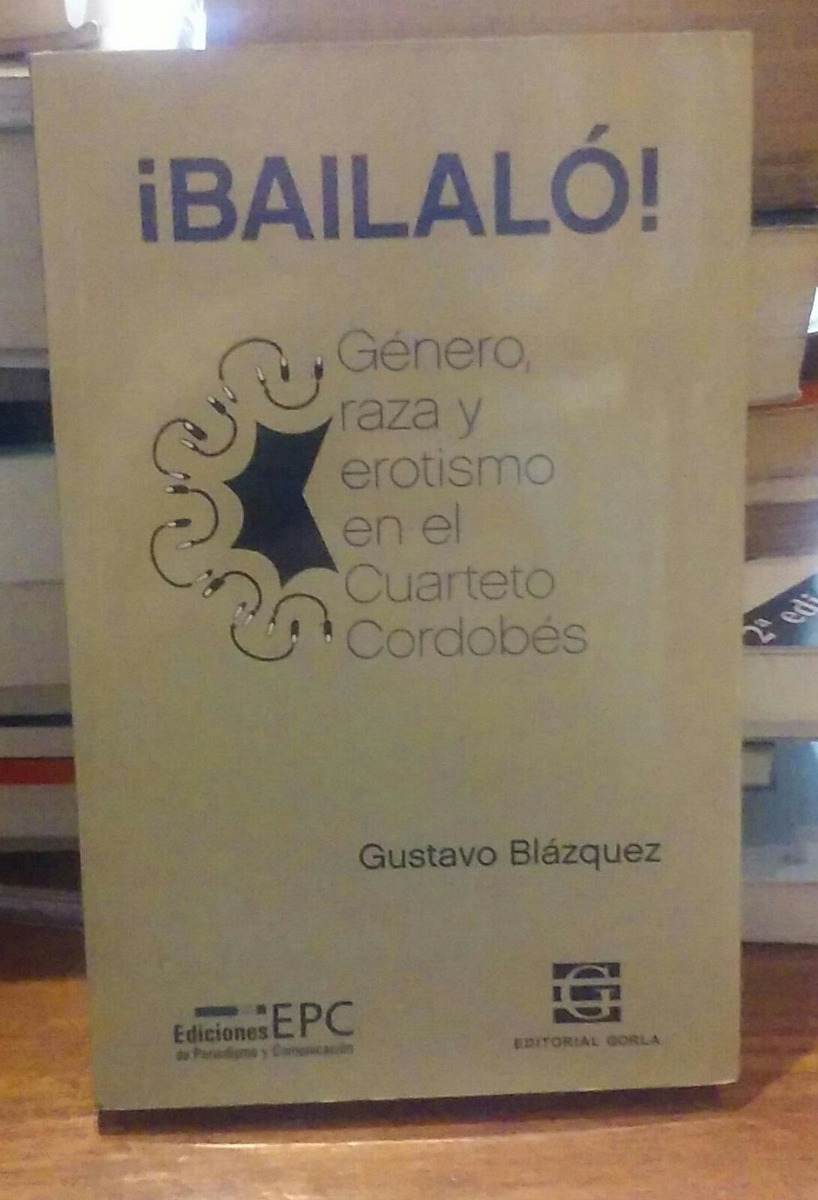 ¡BAILALÓ!
Género,
raza y
erotismo
en el
Cuarteto
Cordobés
Gustavo Blázquez
Ediciones EPC
de Periodismo y Comunicación
G
EDITORIAL GORLA
2ª edi